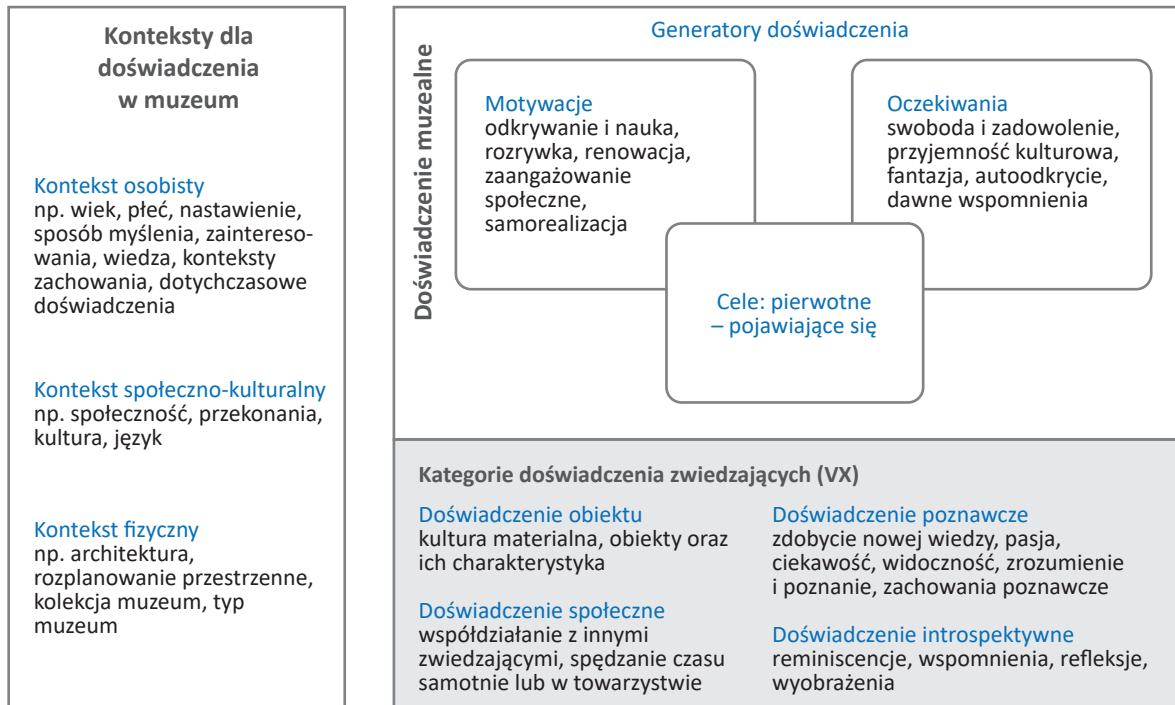 Konteksty dla
doświadczenia
w muzeum
Kontekst osobisty
np. wiek, płeć, nastawienie,
sposób myślenia, zaintereso-
wania, wiedza, konteksty
zachowania, dotychczasowe
doświadczenia
Kontekst społeczno-kulturalny
np. społeczność, przekonania,
kultura, język
Kontekst fizyczny
np. architektura,
rozplanowanie przestrzenne,
kolekcja muzeum, typ
muzeum
Doświadczenie muzealne
Generatory doświadczenia
Motywacje
odkrywanie i nauka,
rozrywka, renowacja,
zaangażowanie
społeczne,
samorealizacja
Oczekiwania
swoboda i zadowolenie,
przyjemność kulturowa,
fantazja, autoodkrycie,
dawne wspomnienia
Cele: pierwotne
– pojawiające się
Kategorie doświadczenia zwiedzających (VX)
Doświadczenie obiektu
kultura materialna, obiekty oraz
ich charakterystyka
Doświadczenie społeczne
współdziałanie z innymi
zwiedzającymi, spędzanie czasu
samotnie lub w towarzystwie
Doświadczenie poznawcze
zdobycie nowej wiedzy, pasja,
ciekawość, widoczność, zrozumienie
i poznanie, zachowania poznawcze
Doświadczenie introspektywne
reminiscencje, wspomnienia, refleksje,
wyobrażenia